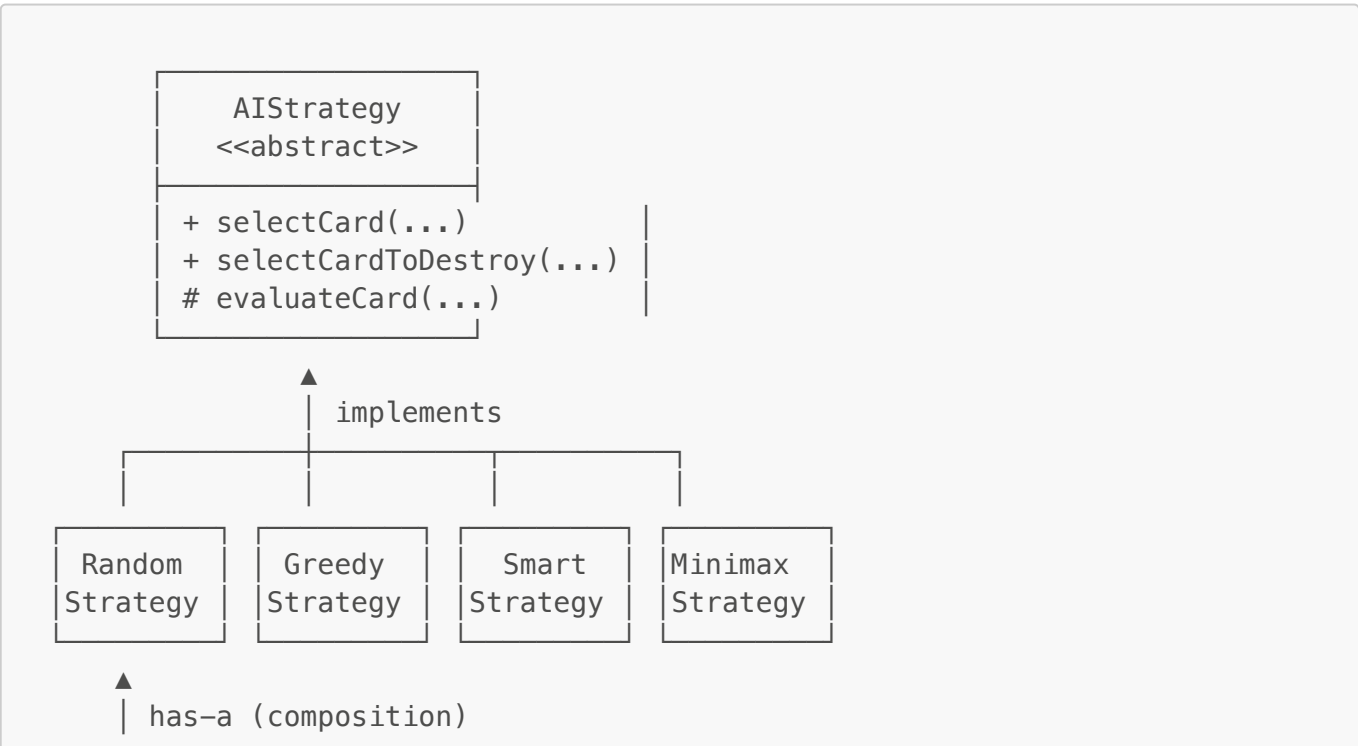 AIStrategy
<<abstract>>
+ selectCard(...)
+ selectCardToDestroy(...)
# evaluateCard(...)
implements
Random Greedy Smart Minimax
Strategy Strategy Strategy Strategy
has-a (composition)